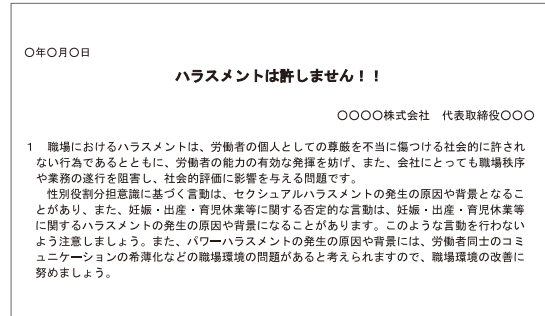 〇年〇月〇日
ハラスメントは許しません！！
〇〇〇〇株式会社　代表取締役〇〇〇
1　職場におけるハラスメントは、労働者の個人としての尊厳を不当に傷つける社会的に許され
ない行為であるとともに、労働者の能力の有効な発揮を妨げ、また、会社にとっても職場秩序
や業務の遂行を阻害し、社会的評価に影響を与える問題です。
性別役割分担意識に基づく言動は、セクシュアルハラスメントの発生の原因や背景となるこ
とがあり、また、妊娠・出産・育児休業等に関する否定的な言動は、妊娠・出産・育児休業等
に関するハラスメントの発生の原因や背景になることがあります。このような言動を行わない
よう注意しましょう。また、パワーハラスメントの発生の原因や背景には、労働者同士のコミ
ュニケーションの希薄化などの職場環境の問題があると考えられますので、職場環境の改善に
努めましょう。